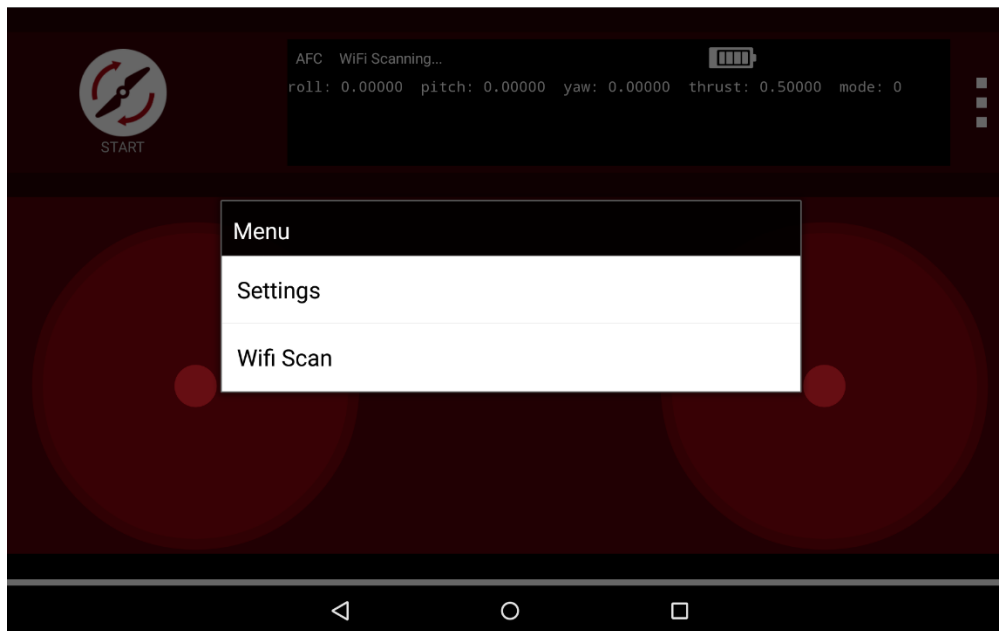 AFC WiFi Scanning...
roll: 0.00000 pitch: 0.00000 yaw: 0.00000 thrust: 0.50000 mode: 0
START
Menu
Settings
Wifi Scan